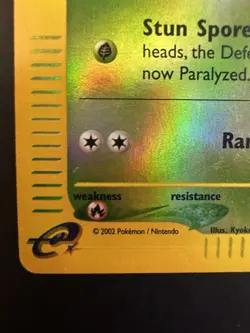 Stun Spore
heads, the Defe
now Paralyzed.
Ra
weakness resistance
© 2002 Pokémon / Nintendo
Illus. Kyok
e